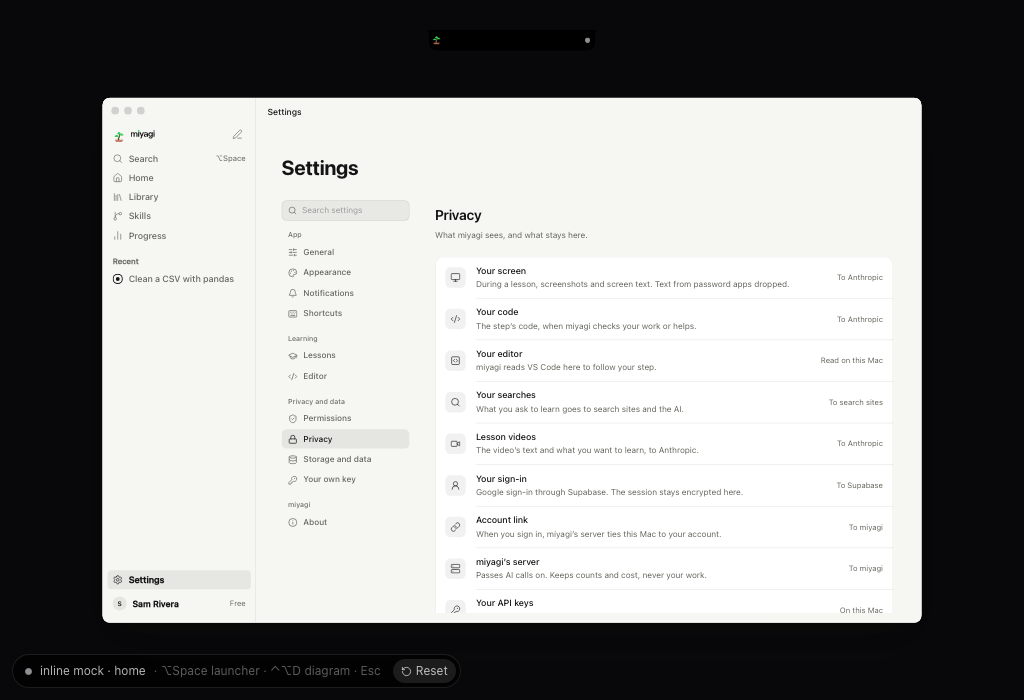 Settings
miyagi
Search ⌥Space
Home
Library
Skills
Progress
Recent
Clean a CSV with pandas
Settings
S Sam Rivera Free
Settings
Search settings
App
General
Appearance
Notifications
Shortcuts
Learning
Lessons
Editor
Privacy and data
Permissions
Privacy
Storage and data
Your own key
miyagi
About
Privacy
What miyagi sees, and what stays here.
Your screen
During a lesson, screenshots and screen text. Text from password apps dropped.
To Anthropic
Your code
The step's code, when miyagi checks your work or helps.
To Anthropic
Your editor
miyagi reads VS Code here to follow your step.
Read on this Mac
Your searches
What you ask to learn goes to search sites and the AI.
To search sites
Lesson videos
The video's text and what you want to learn, to Anthropic.
To Anthropic
Your sign-in
Google sign-in through Supabase. The session stays encrypted here.
To Supabase
Account link
When you sign in, miyagi's server ties this Mac to your account.
To miyagi
miyagi's server
Passes AI calls on. Keeps counts and cost, never your work.
To miyagi
Your API keys
On this Mac
inline mock · home · ⌥Space launcher · ^⌥D diagram · Esc Reset